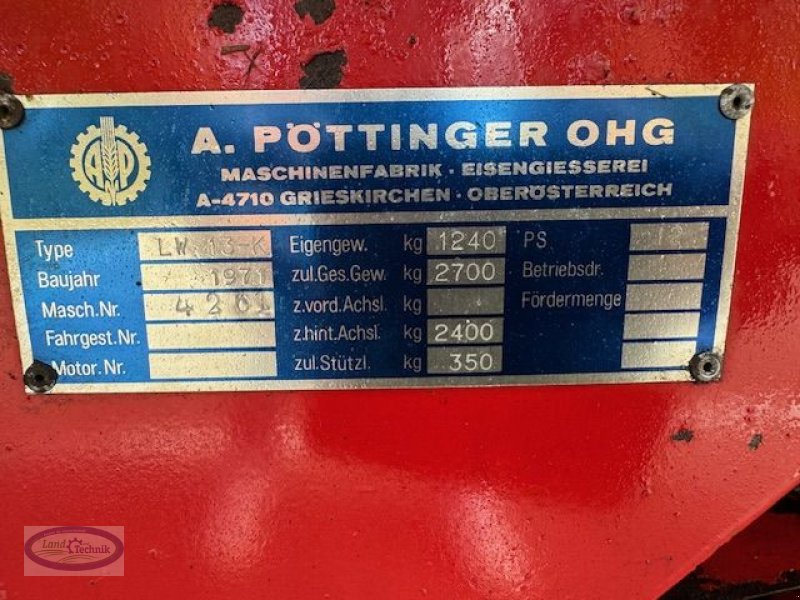 AP
A. PÖTTINGER OHG
MASCHINENFABRIK · EISENGIESSEREI
A-4710 GRIESKIRCHEN · OBERÖSTERREICH
Type LW 13-K
Baujahr 1971
Masch.Nr. 4261
Fahrgest.Nr.
Motor.Nr.
Eigengew. kg 1240
zul.Ges.Gew. kg 2700
z.vord.Achsl. kg
z.hint.Achsl. kg 2400
zul.Stützl. kg 350
PS
Betriebsdr.
Fördermenge
Land Technik